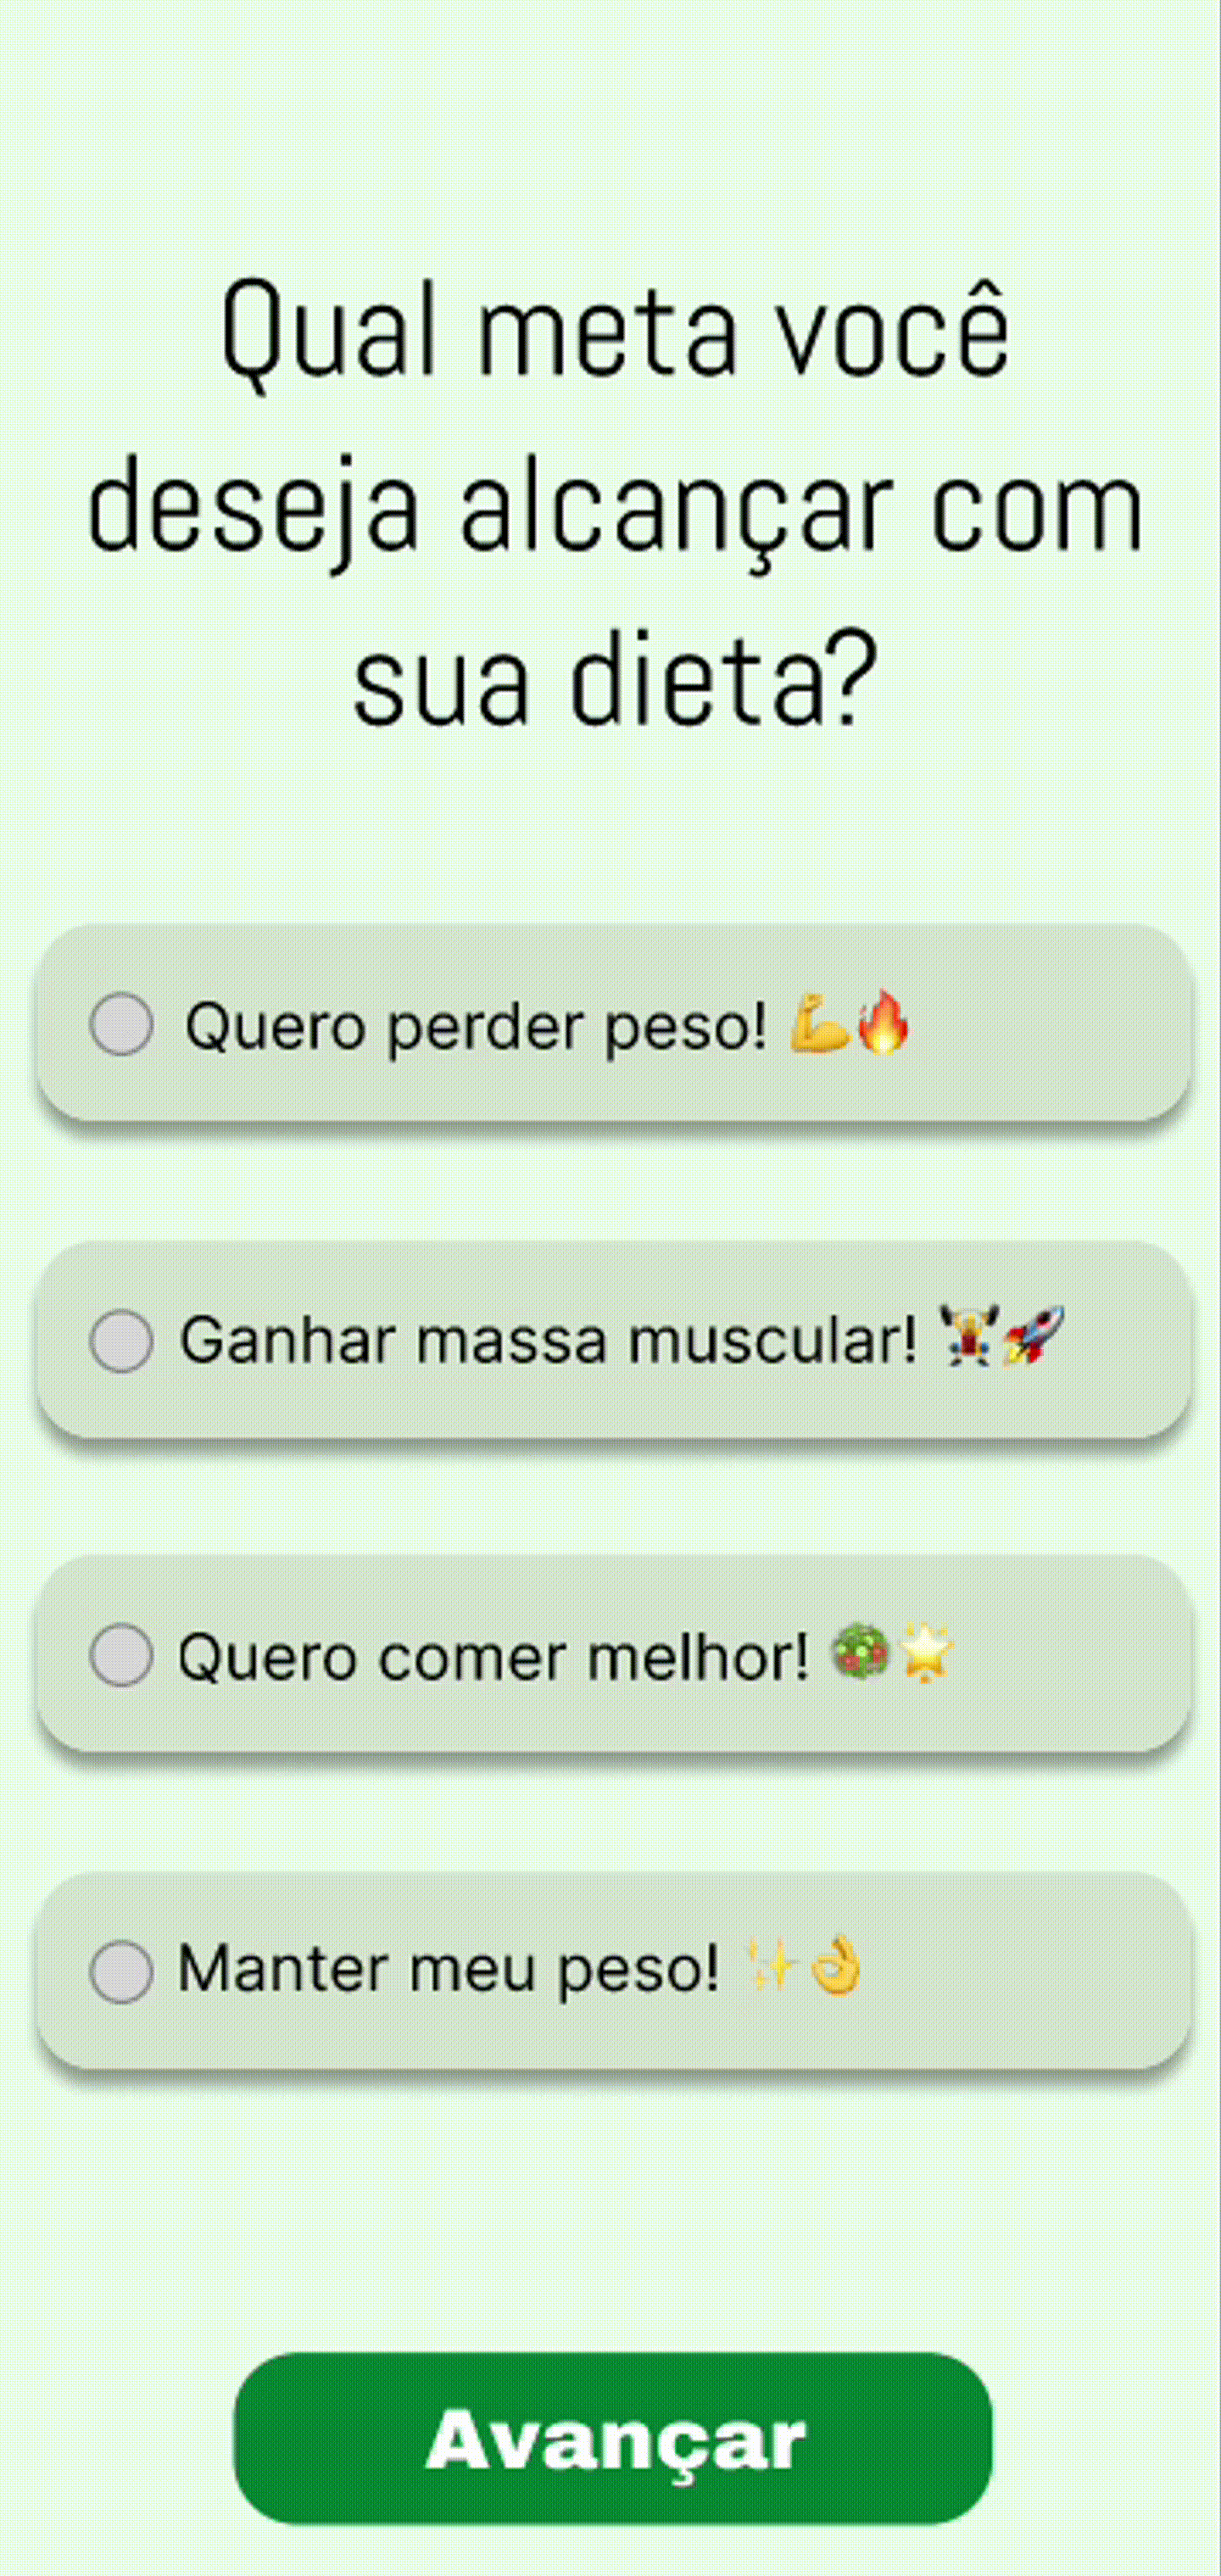 Qual meta você
deseja alcançar com
sua dieta?
Quero perder peso! 💪🔥
Ganhar massa muscular! 🏋️🚀
Quero comer melhor! 🥗🌟
Manter meu peso! ✨👌
Avançar